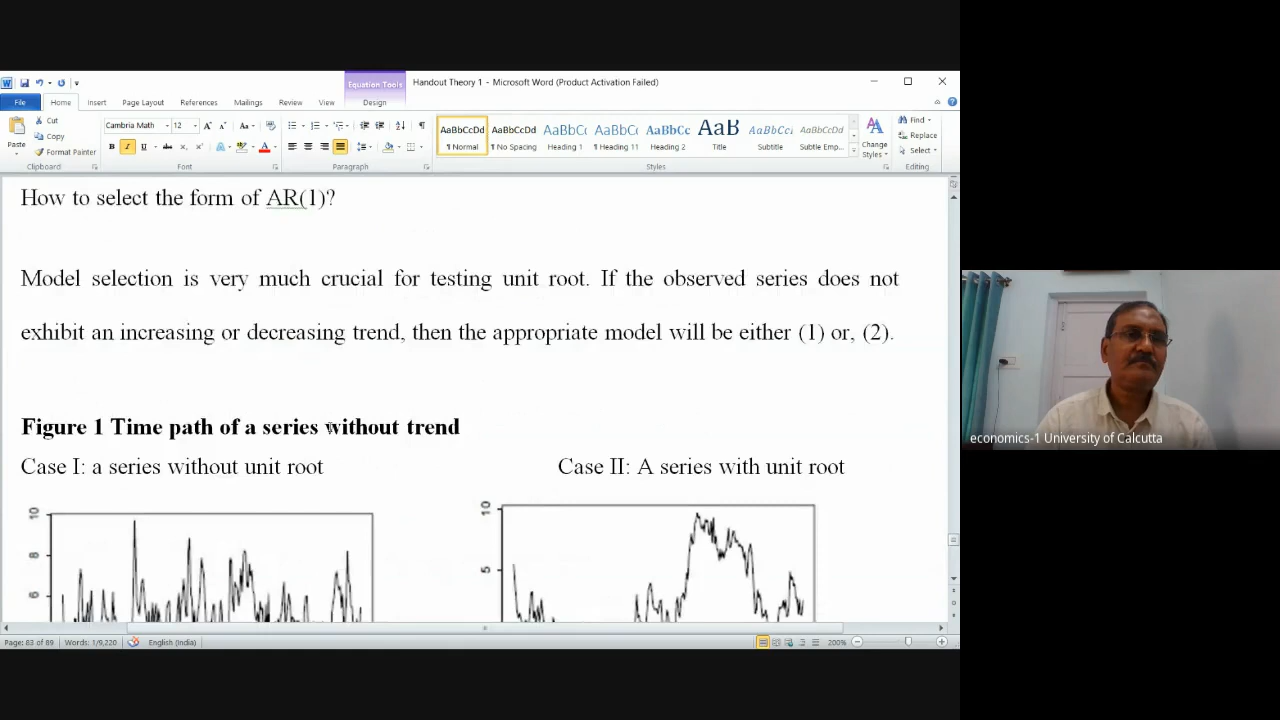 Equation Tools
Handout Theory 1 - Microsoft Word (Product Activation Failed)
File Home Insert Page Layout References Mailings Review View Design
Paste
Cut
Copy
Format Painter
Clipboard
Cambria Math 12
Font
Paragraph
AaBbCcDd AaBbCcDd AaBbC AaBbCc AaBbCc AaB AaBbCcI AaBbCcDd
¶ Normal ¶ No Spacing Heading 1 ¶ Heading 11 Heading 2 Title Subtitle Subtle Emp...
Change Styles
Styles
Find
Replace
Select
Editing
How to select the form of AR(1)?
Model selection is very much crucial for testing unit root. If the observed series does not
exhibit an increasing or decreasing trend, then the appropriate model will be either (1) or, (2).
Figure 1 Time path of a series without trend
Case I: a series without unit root Case II: A series with unit root
10
8
6
10
5
Page: 83 of 89 Words: 1/9,220 English (India) 200%
economics-1 University of Calcutta